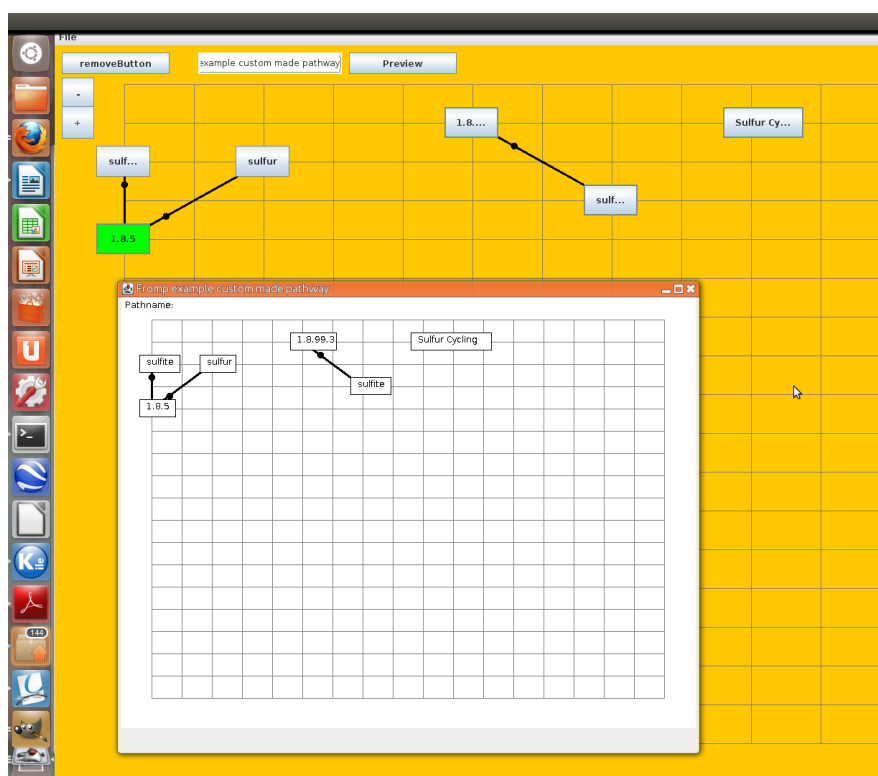 File
removeButton
example custom made pathway
Preview
-
+
1.8....
Sulfur Cy...
sulf...
sulfur
sulf...
1.8.5
Fromp example custom made pathway
Pathname:
1.8.99.3
Sulfur Cycling
sulfite
sulfur
sulfite
1.8.5
U
>_
K
ile
144